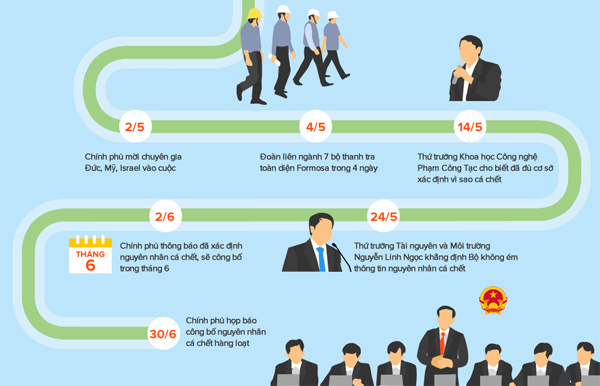 2/5
Chính phủ mời chuyên gia
Đức, Mỹ, Israel vào cuộc
4/5
Đoàn liên ngành 7 bộ thanh tra
toàn diện Formosa trong 4 ngày
14/5
Thứ trưởng Khoa học Công nghệ
Phạm Công Tạc cho biết đã đủ cơ sở
xác định vì sao cá chết
24/5
Thứ trưởng Tài nguyên và Môi trường
Nguyễn Linh Ngọc khẳng định Bộ không ém
thông tin nguyên nhân cá chết
2/6
THÁNG
6
Chính phủ thông báo đã xác định
nguyên nhân cá chết, sẽ công bố
trong tháng 6
30/6
Chính phủ họp báo
công bố nguyên nhân
cá chết hàng loạt